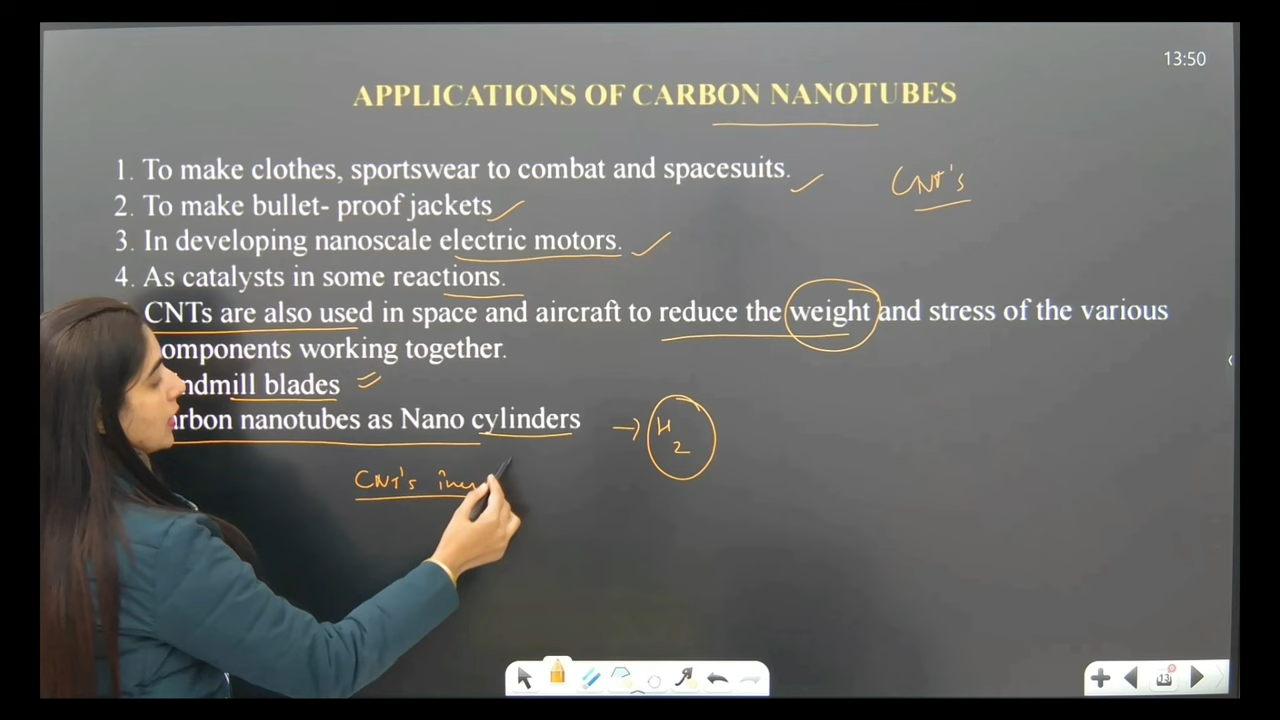 13:50
APPLICATIONS OF CARBON NANOTUBES
1. To make clothes, sportswear to combat and spacesuits.
CNT's
2. To make bullet- proof jackets
3. In developing nanoscale electric motors.
4. As catalysts in some reactions.
CNTs are also used in space and aircraft to reduce the weight and stress of the various
omponents working together.
ndmill blades
arbon nanotubes as Nano cylinders
→ H2
CNT's